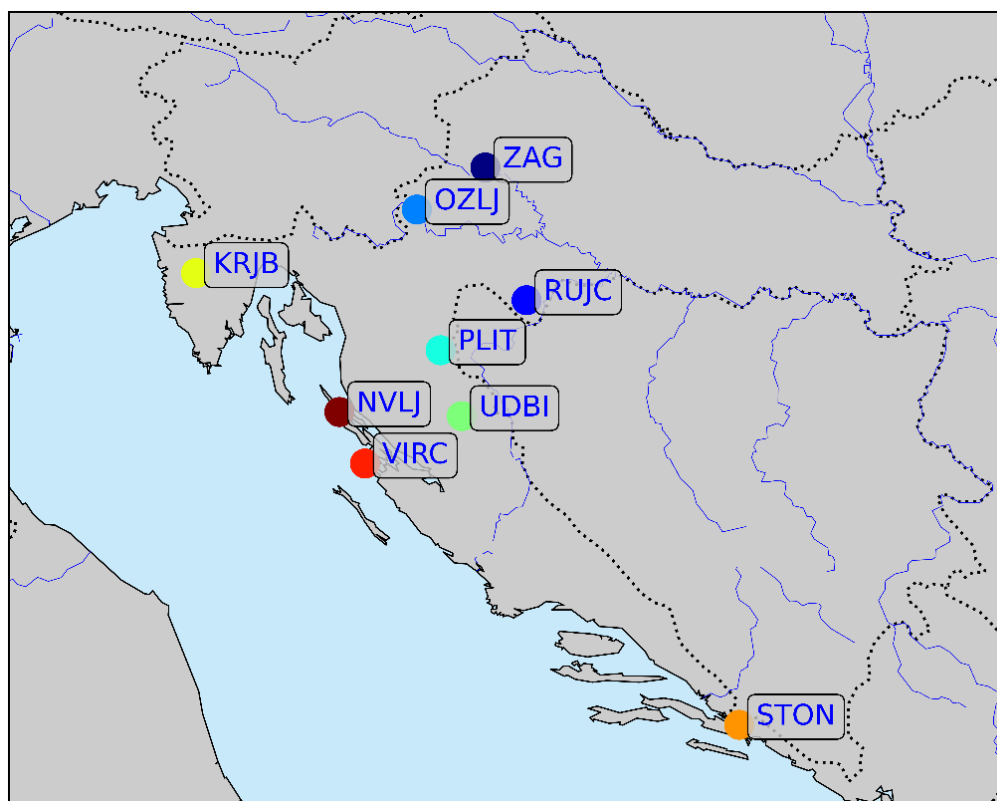 ZAG
OZLJ
KRJB
RUJC
PLIT
NVLJ
UDBI
VIRC
STON